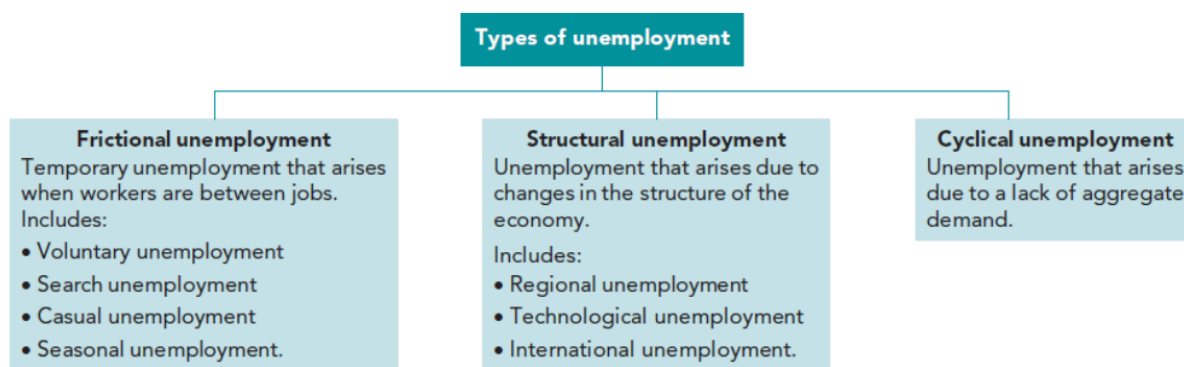 Types of unemployment
Frictional unemployment
Temporary unemployment that arises
when workers are between jobs.
Includes:
• Voluntary unemployment
• Search unemployment
• Casual unemployment
• Seasonal unemployment.
Structural unemployment
Unemployment that arises due to
changes in the structure of the
economy.
Includes:
• Regional unemployment
• Technological unemployment
• International unemployment.
Cyclical unemployment
Unemployment that arises
due to a lack of aggregate
demand.